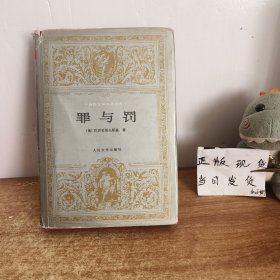 罪与罚
〔俄〕陀思妥耶夫斯基 著
人民文学出版社
正版现货
当日发货